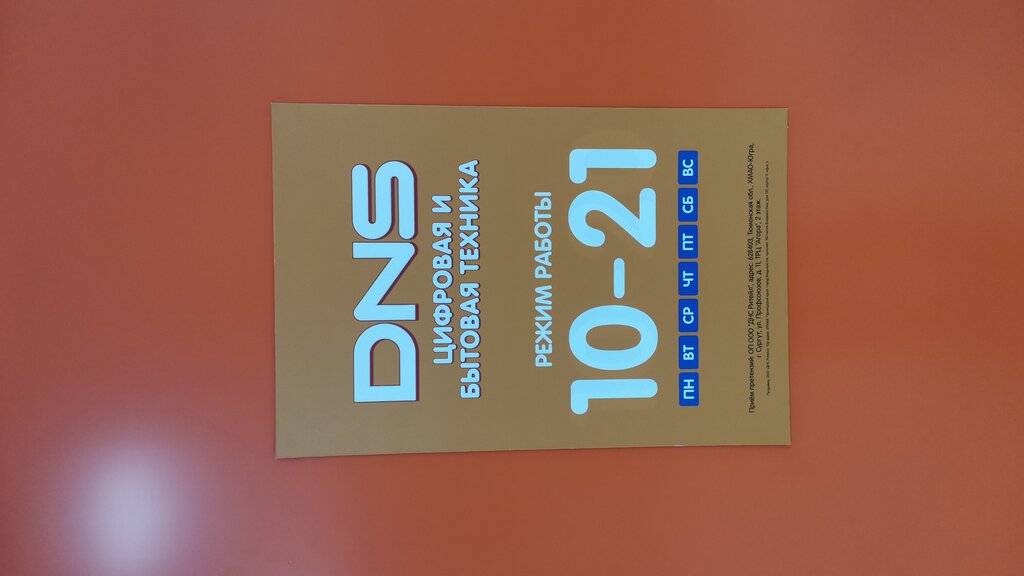 DNS
ЦИФРОВАЯ И
БЫТОВАЯ ТЕХНИКА
РЕЖИМ РАБОТЫ
10–21
ПН ВТ СР ЧТ ПТ СБ ВС
Приём претензий: ОП ООО "ДНС Ритейл", адрес: 628403, Тюменская обл., ХМАО-Югра,
г. Сургут, ул. Профсоюзов, д. 11, ТРЦ "Агора", 2 этаж.